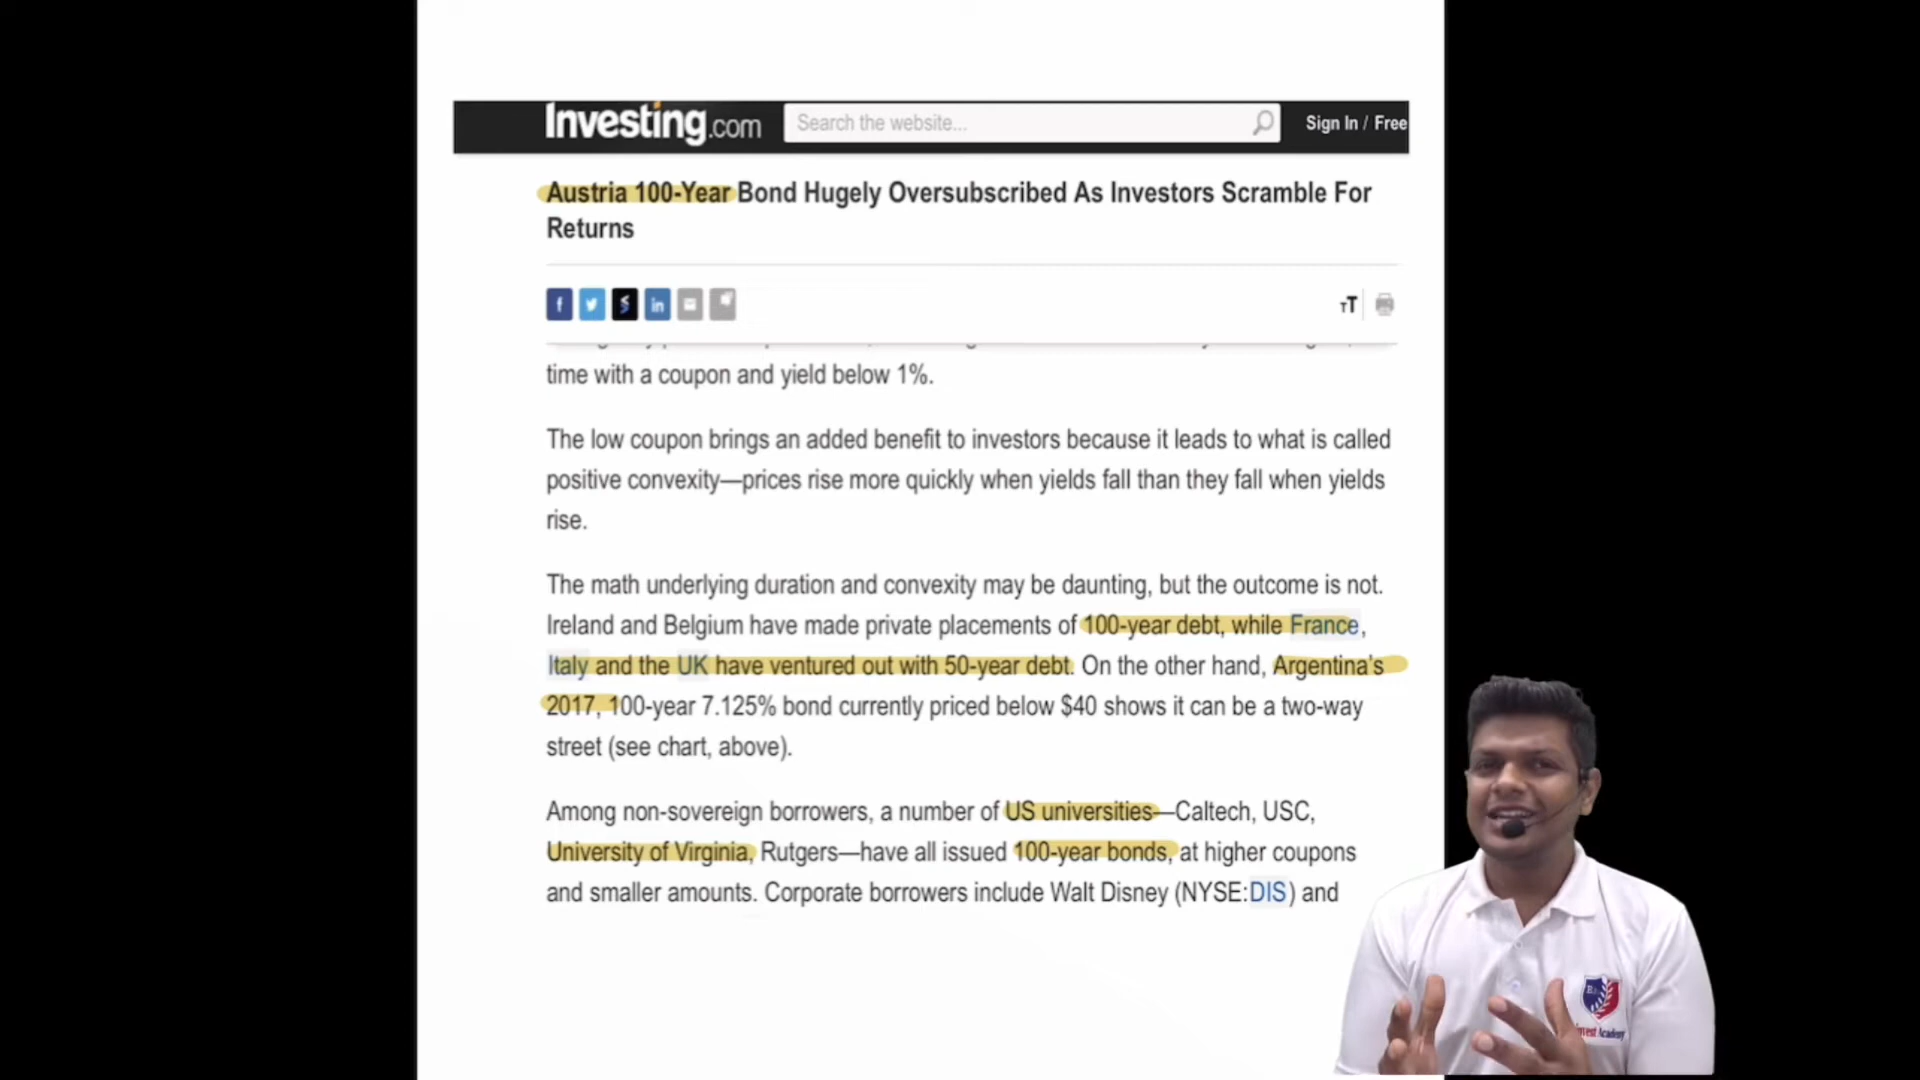 Investing.com
Search the website...
Sign In / Free
Austria 100-Year Bond Hugely Oversubscribed As Investors Scramble For
Returns
time with a coupon and yield below 1%.
The low coupon brings an added benefit to investors because it leads to what is called
positive convexity—prices rise more quickly when yields fall than they fall when yields
rise.
The math underlying duration and convexity may be daunting, but the outcome is not.
Ireland and Belgium have made private placements of 100-year debt, while France,
Italy and the UK have ventured out with 50-year debt. On the other hand, Argentina's
2017, 100-year 7.125% bond currently priced below $40 shows it can be a two-way
street (see chart, above).
Among non-sovereign borrowers, a number of US universities—Caltech, USC,
University of Virginia, Rutgers—have all issued 100-year bonds, at higher coupons
and smaller amounts. Corporate borrowers include Walt Disney (NYSE:DIS) and